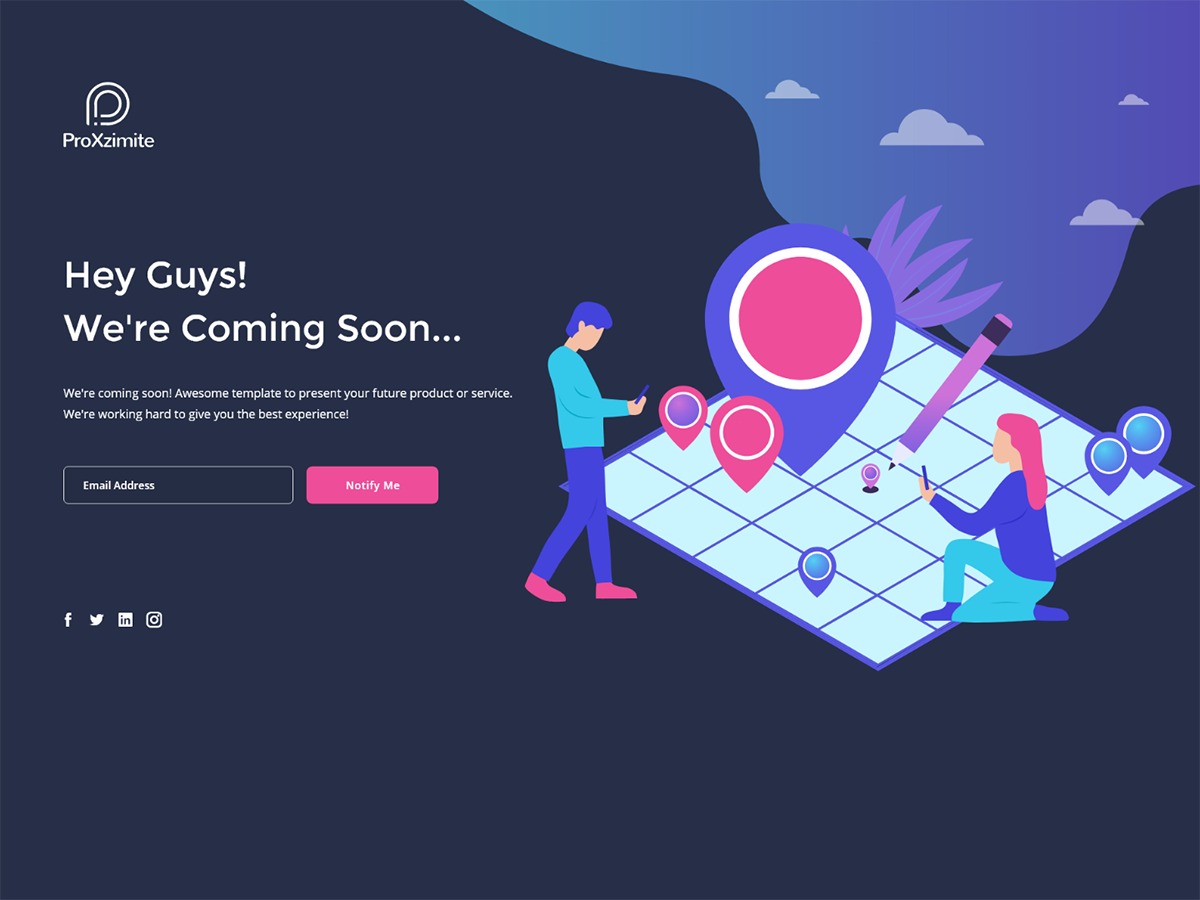 ProXzimite
Hey Guys!
We're Coming Soon...
We're coming soon! Awesome template to present your future product or service.
We're working hard to give you the best experience!
Email Address
Notify Me